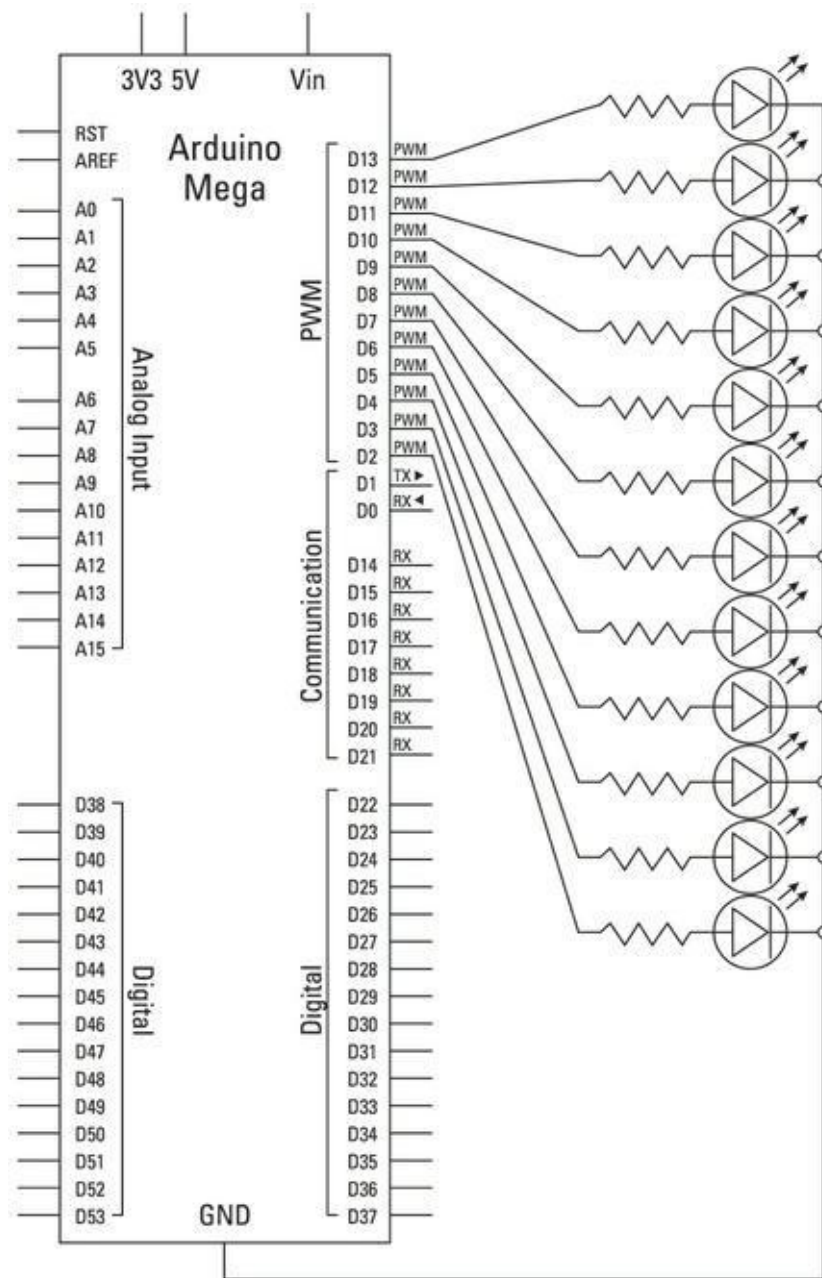 3V3 5V Vin
Arduino
Mega
RST
AREF
A0
A1
A2
A3
A4
A5
A6
A7
A8
A9
A10
A11
A12
A13
A14
A15
Analog Input
D38
D39
D40
D41
D42
D43
D44
D45
D46
D47
D48
D49
D50
D51
D52
D53
Digital
PWM
D13 PWM
D12 PWM
D11 PWM
D10 PWM
D9 PWM
D8 PWM
D7 PWM
D6 PWM
D5 PWM
D4 PWM
D3 PWM
D2 PWM
Communication
D1 TX
D0 RX
D14 RX
D15 RX
D16 RX
D17 RX
D18 RX
D19 RX
D20 RX
D21 RX
Digital
D22
D23
D24
D25
D26
D27
D28
D29
D30
D31
D32
D33
D34
D35
D36
D37
GND